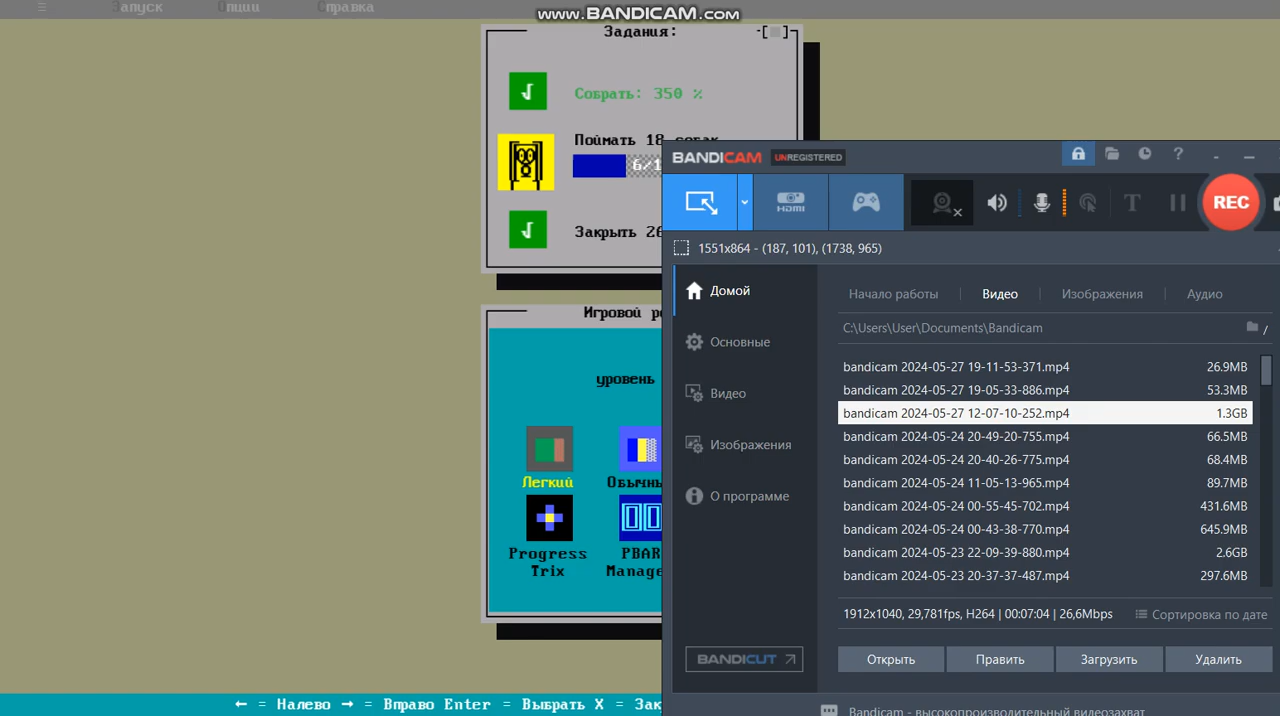 www.BANDICAM.com
Запуск Опции Справка
Задания:
Собрать: 350 %
Поймать 18 собак
6/1
Закрыть 26
Игровой ре
уровень
Легкий Обычны
Progress Trix
PBAR Manage
← = Налево → = Вправо Enter = Выбрать X = Зак
BANDICAM UNREGISTERED
HDMI
T
REC
1551x864 - (187, 101), (1738, 965)
Домой
Основные
Видео
Изображения
О программе
BANDICUT
Начало работы Видео Изображения Аудио
C:\Users\User\Documents\Bandicam
bandicam 2024-05-27 19-11-53-371.mp4 26.9MB
bandicam 2024-05-27 19-05-33-886.mp4 53.3MB
bandicam 2024-05-27 12-07-10-252.mp4 1.3GB
bandicam 2024-05-24 20-49-20-755.mp4 66.5MB
bandicam 2024-05-24 20-40-26-775.mp4 68.4MB
bandicam 2024-05-24 11-05-13-965.mp4 89.7MB
bandicam 2024-05-24 00-55-45-702.mp4 431.6MB
bandicam 2024-05-24 00-43-38-770.mp4 645.9MB
bandicam 2024-05-23 22-09-39-880.mp4 2.6GB
bandicam 2024-05-23 20-37-37-487.mp4 297.6MB
1912x1040, 29,781fps, H264 | 00:07:04 | 26,6Mbps Сортировка по дате
Открыть Править Загрузить Удалить
Bandicam - высокопроизводительный видеозахват